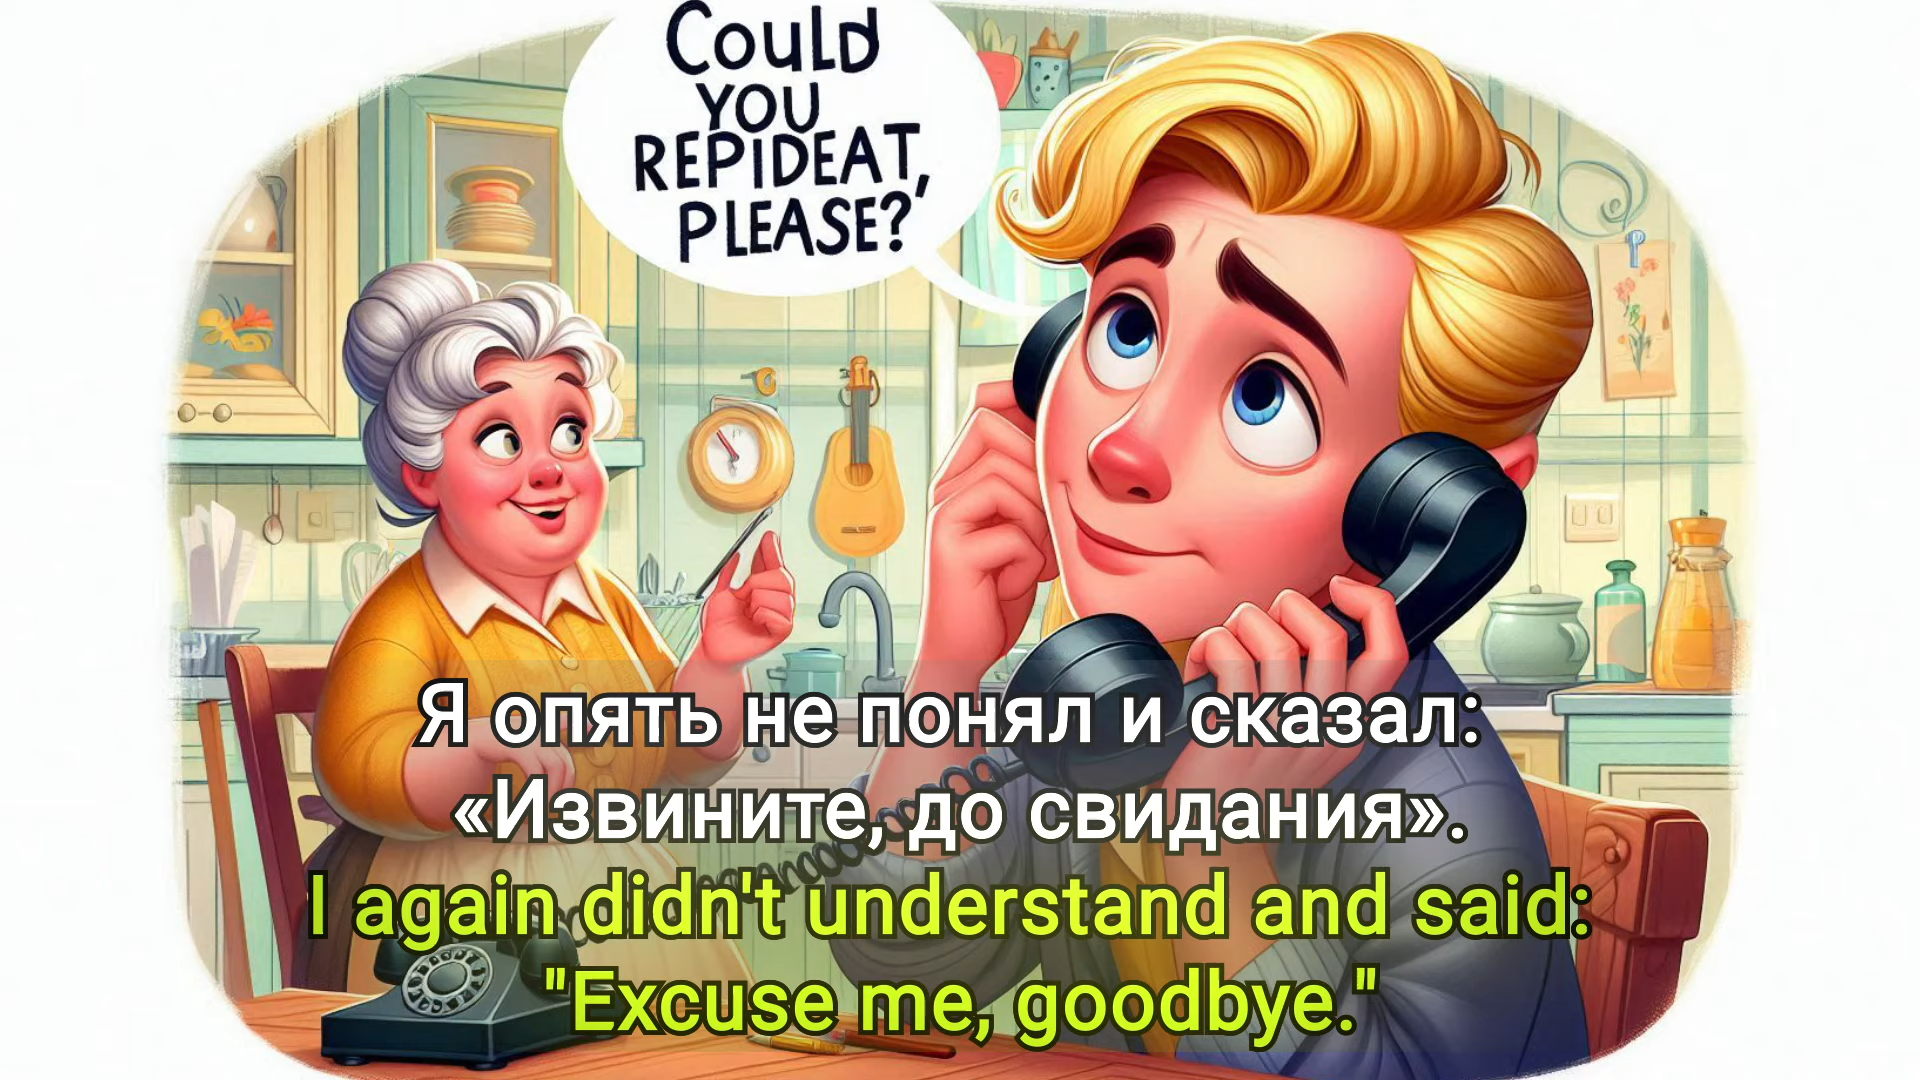 COULD
YOU
REPIDEAT,
PLEASE?'
Я опять не понял и сказал:
«Извините, до свидания».
I again didn't understand and said:
"Excuse me, goodbye."